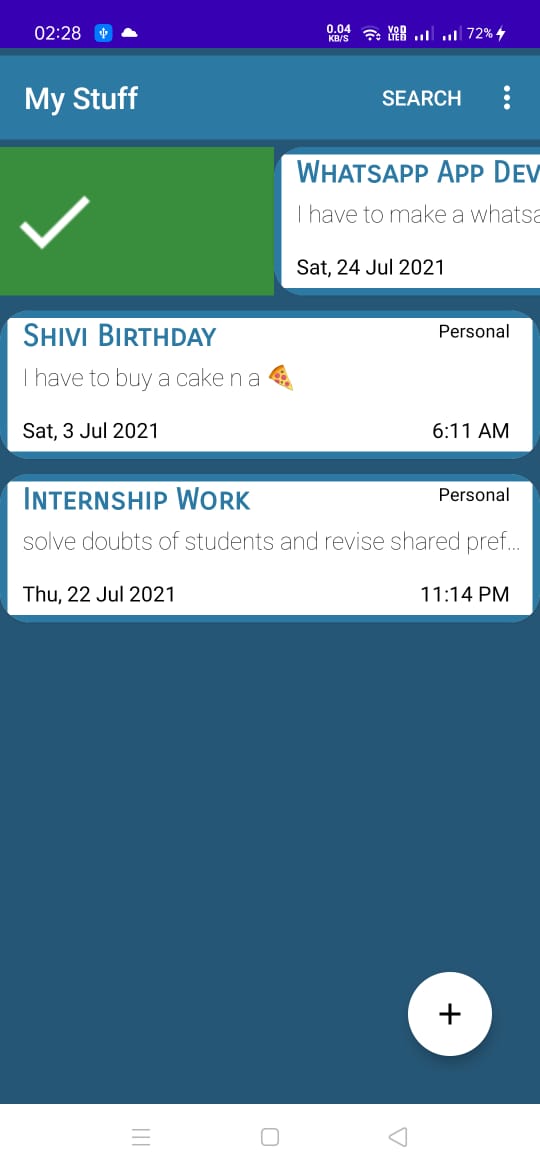 02:28 0.04 KB/S VoD LTED 72%
My Stuff SEARCH
WHATSAPP APP DEV
I have to make a whatsa
Sat, 24 Jul 2021
SHIVI BIRTHDAY Personal
I have to buy a cake n a 🍕
Sat, 3 Jul 2021 6:11 AM
INTERNSHIP WORK Personal
solve doubts of students and revise shared pref...
Thu, 22 Jul 2021 11:14 PM